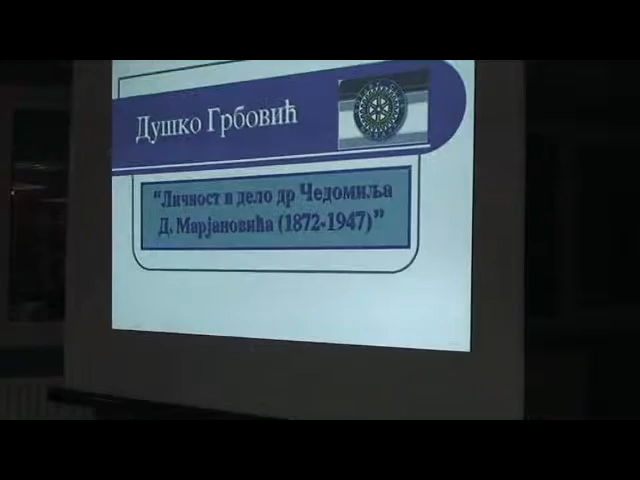 Душко Грбовић
“Личност и дело др Чедомиља
Д. Марјановића (1872-1947)”